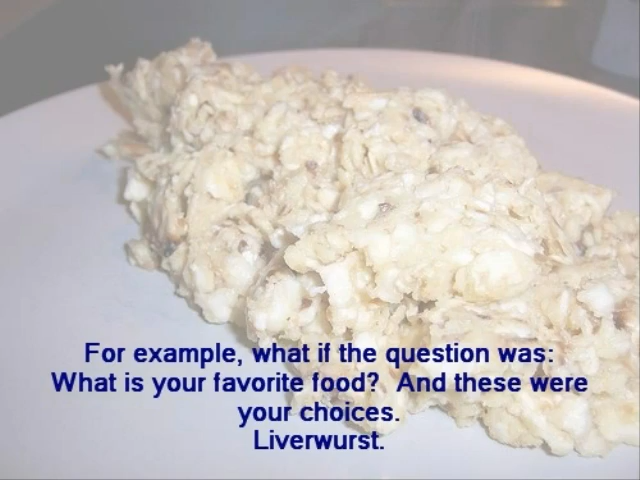 For example, what if the question was:
What is your favorite food?  And these were
your choices.
Liverwurst.